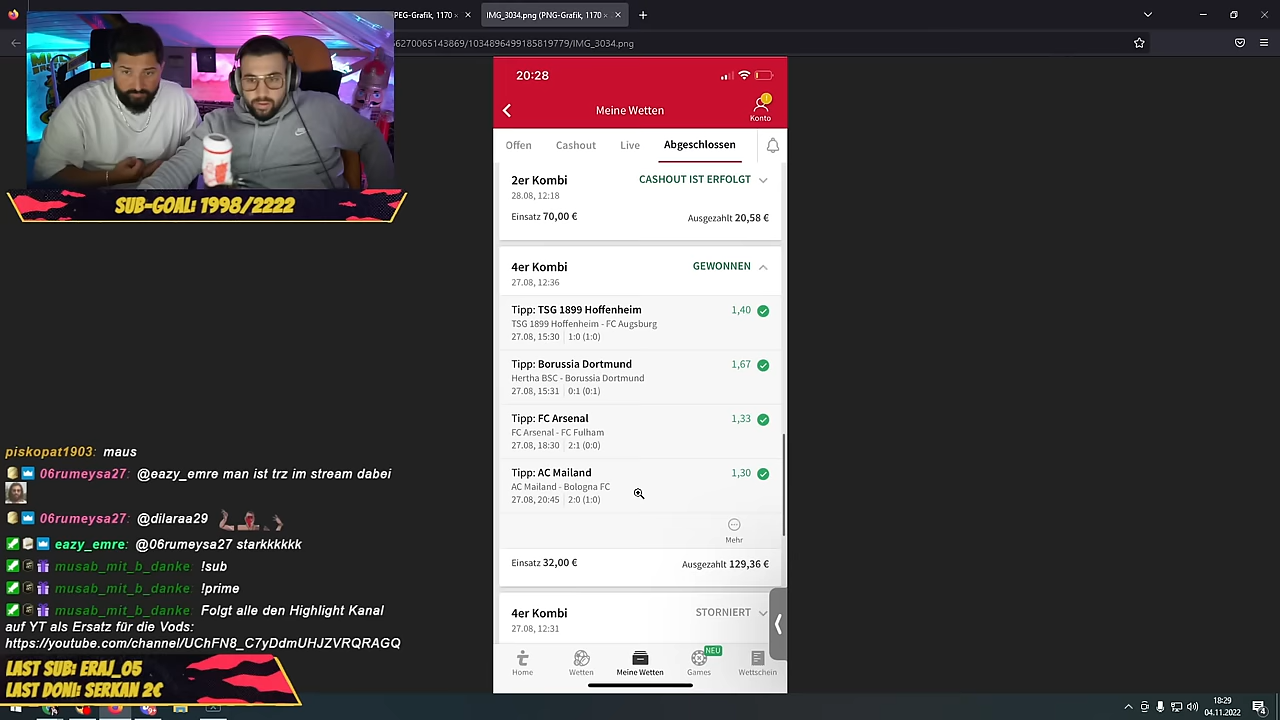 PEG-Grafik, 1170 ×
IMG_3034.png (PNG-Grafik, 1170 ×
6270065143869/1034896499185819779/IMG_3034.png
20:28
Meine Wetten
Konto
Offen Cashout Live Abgeschlossen
2er Kombi CASHOUT IST ERFOLGT
28.08, 12:18
Einsatz 70,00 € Ausgezahlt 20,58 €
4er Kombi GEWONNEN
27.08, 12:36
Tipp: TSG 1899 Hoffenheim 1,40
TSG 1899 Hoffenheim - FC Augsburg
27.08, 15:30 1:0 (1:0)
Tipp: Borussia Dortmund 1,67
Hertha BSC - Borussia Dortmund
27.08, 15:31 0:1 (0:1)
Tipp: FC Arsenal 1,33
FC Arsenal - FC Fulham
27.08, 18:30 2:1 (0:0)
Tipp: AC Mailand 1,30
AC Mailand - Bologna FC
27.08, 20:45 2:0 (1:0)
Mehr
Einsatz 32,00 € Ausgezahlt 129,36 €
4er Kombi STORNIERT
27.08, 12:31
NEU
Home Wetten Meine Wetten Games Wettschein
SUB-GOAL: 1998/2222
piskopat1903: maus
06rumeysa27: @eazy_emre man ist trz im stream dabei
06rumeysa27: @dilaraa29
eazy_emre: @06rumeysa27 starkkkkkk
musab_mit_b_danke: !sub
musab_mit_b_danke: !prime
musab_mit_b_danke: Folgt alle den Highlight Kanal
auf YT als Ersatz für die Vods:
https://youtube.com/channel/UChFN8_C7yDdmUHJZVRQRAGQ
LAST SUB: ERAJ_05
LAST DONI: SERKAN 2€
18:29
04.11.2022